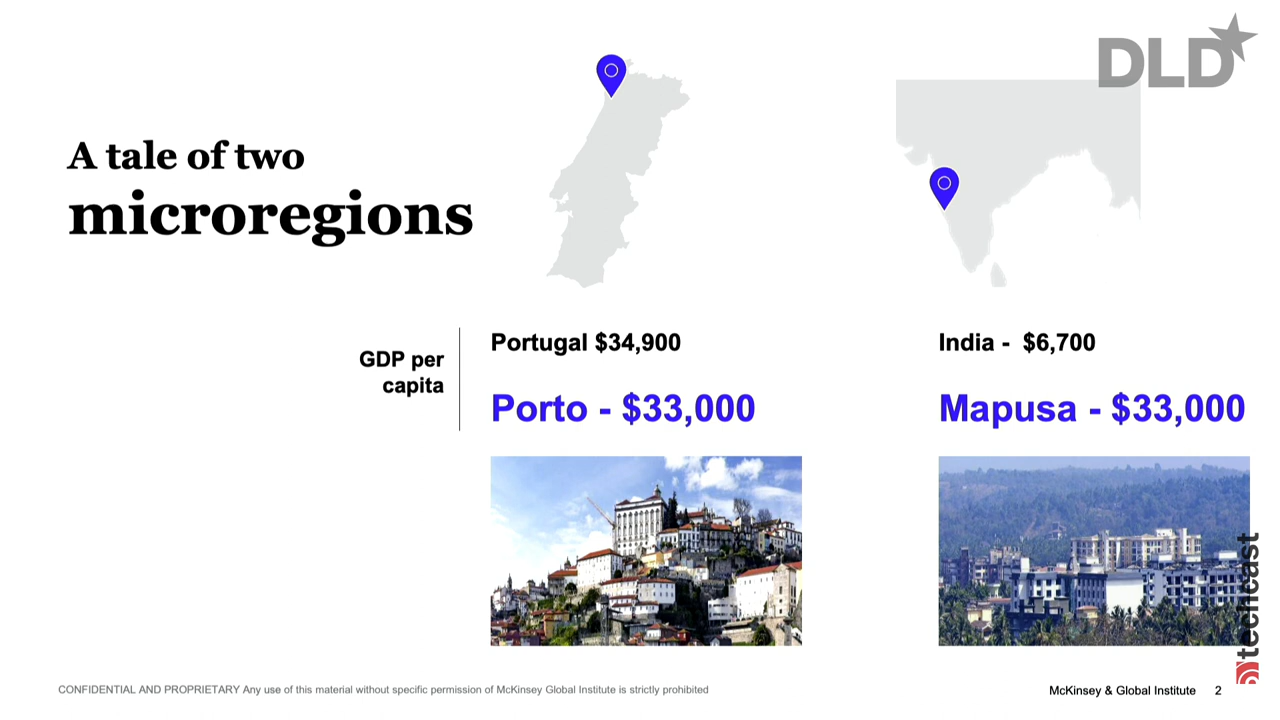 DLD
A tale of two
microregions
GDP per
capita
Portugal $34,900
Porto - $33,000
India - $6,700
Mapusa - $33,000
techcast
CONFIDENTIAL AND PROPRIETARY Any use of this material without specific permission of McKinsey Global Institute is strictly prohibited
McKinsey & Global Institute 2